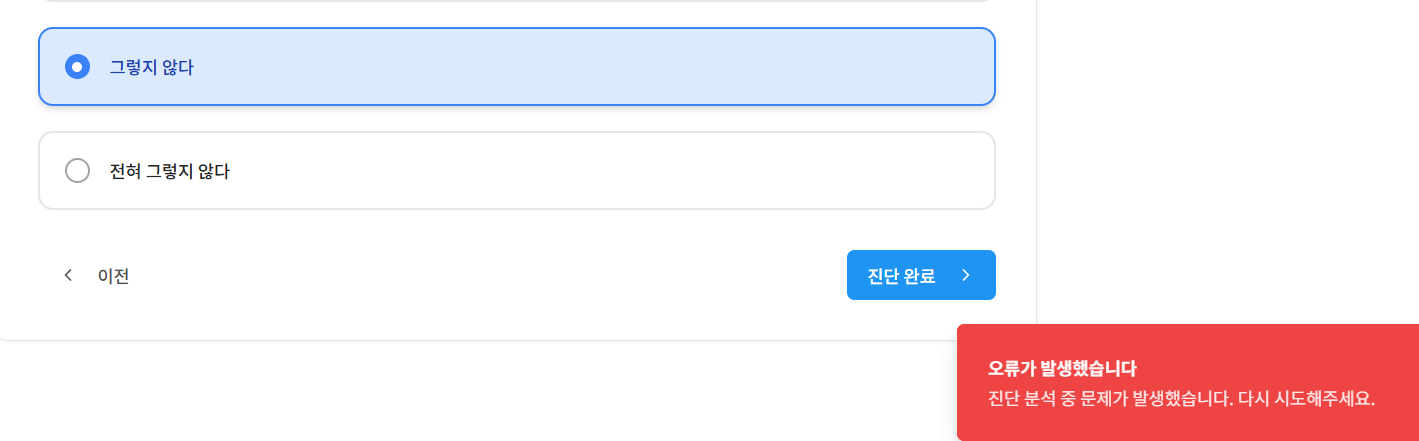 그렇지 않다
전혀 그렇지 않다
이전
진단 완료
오류가 발생했습니다
진단 분석 중 문제가 발생했습니다. 다시 시도해주세요.